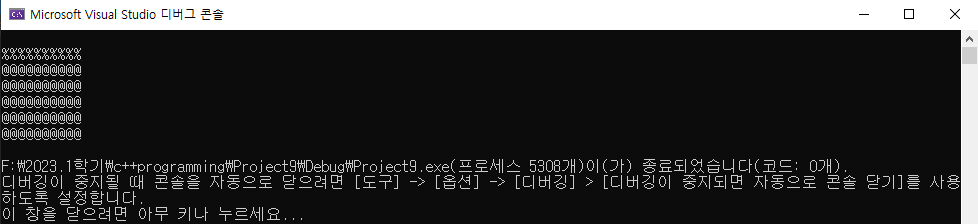 Microsoft Visual Studio 디버그 콘솔
%%%%%%%%%%
@@@@@@@@@@
@@@@@@@@@@
@@@@@@@@@@
@@@@@@@@@@
@@@@@@@@@@
F:₩2023.1학기₩c++programming₩Project9₩Debug₩Project9.exe(프로세스 5308개)이(가) 종료되었습니다(코드: 0개).
디버깅이 중지될 때 콘솔을 자동으로 닫으려면 [도구] -> [옵션] -> [디버깅] > [디버깅이 중지되면 자동으로 콘솔 닫기]를 사용
하도록 설정합니다.
이 창을 닫으려면 아무 키나 누르세요...